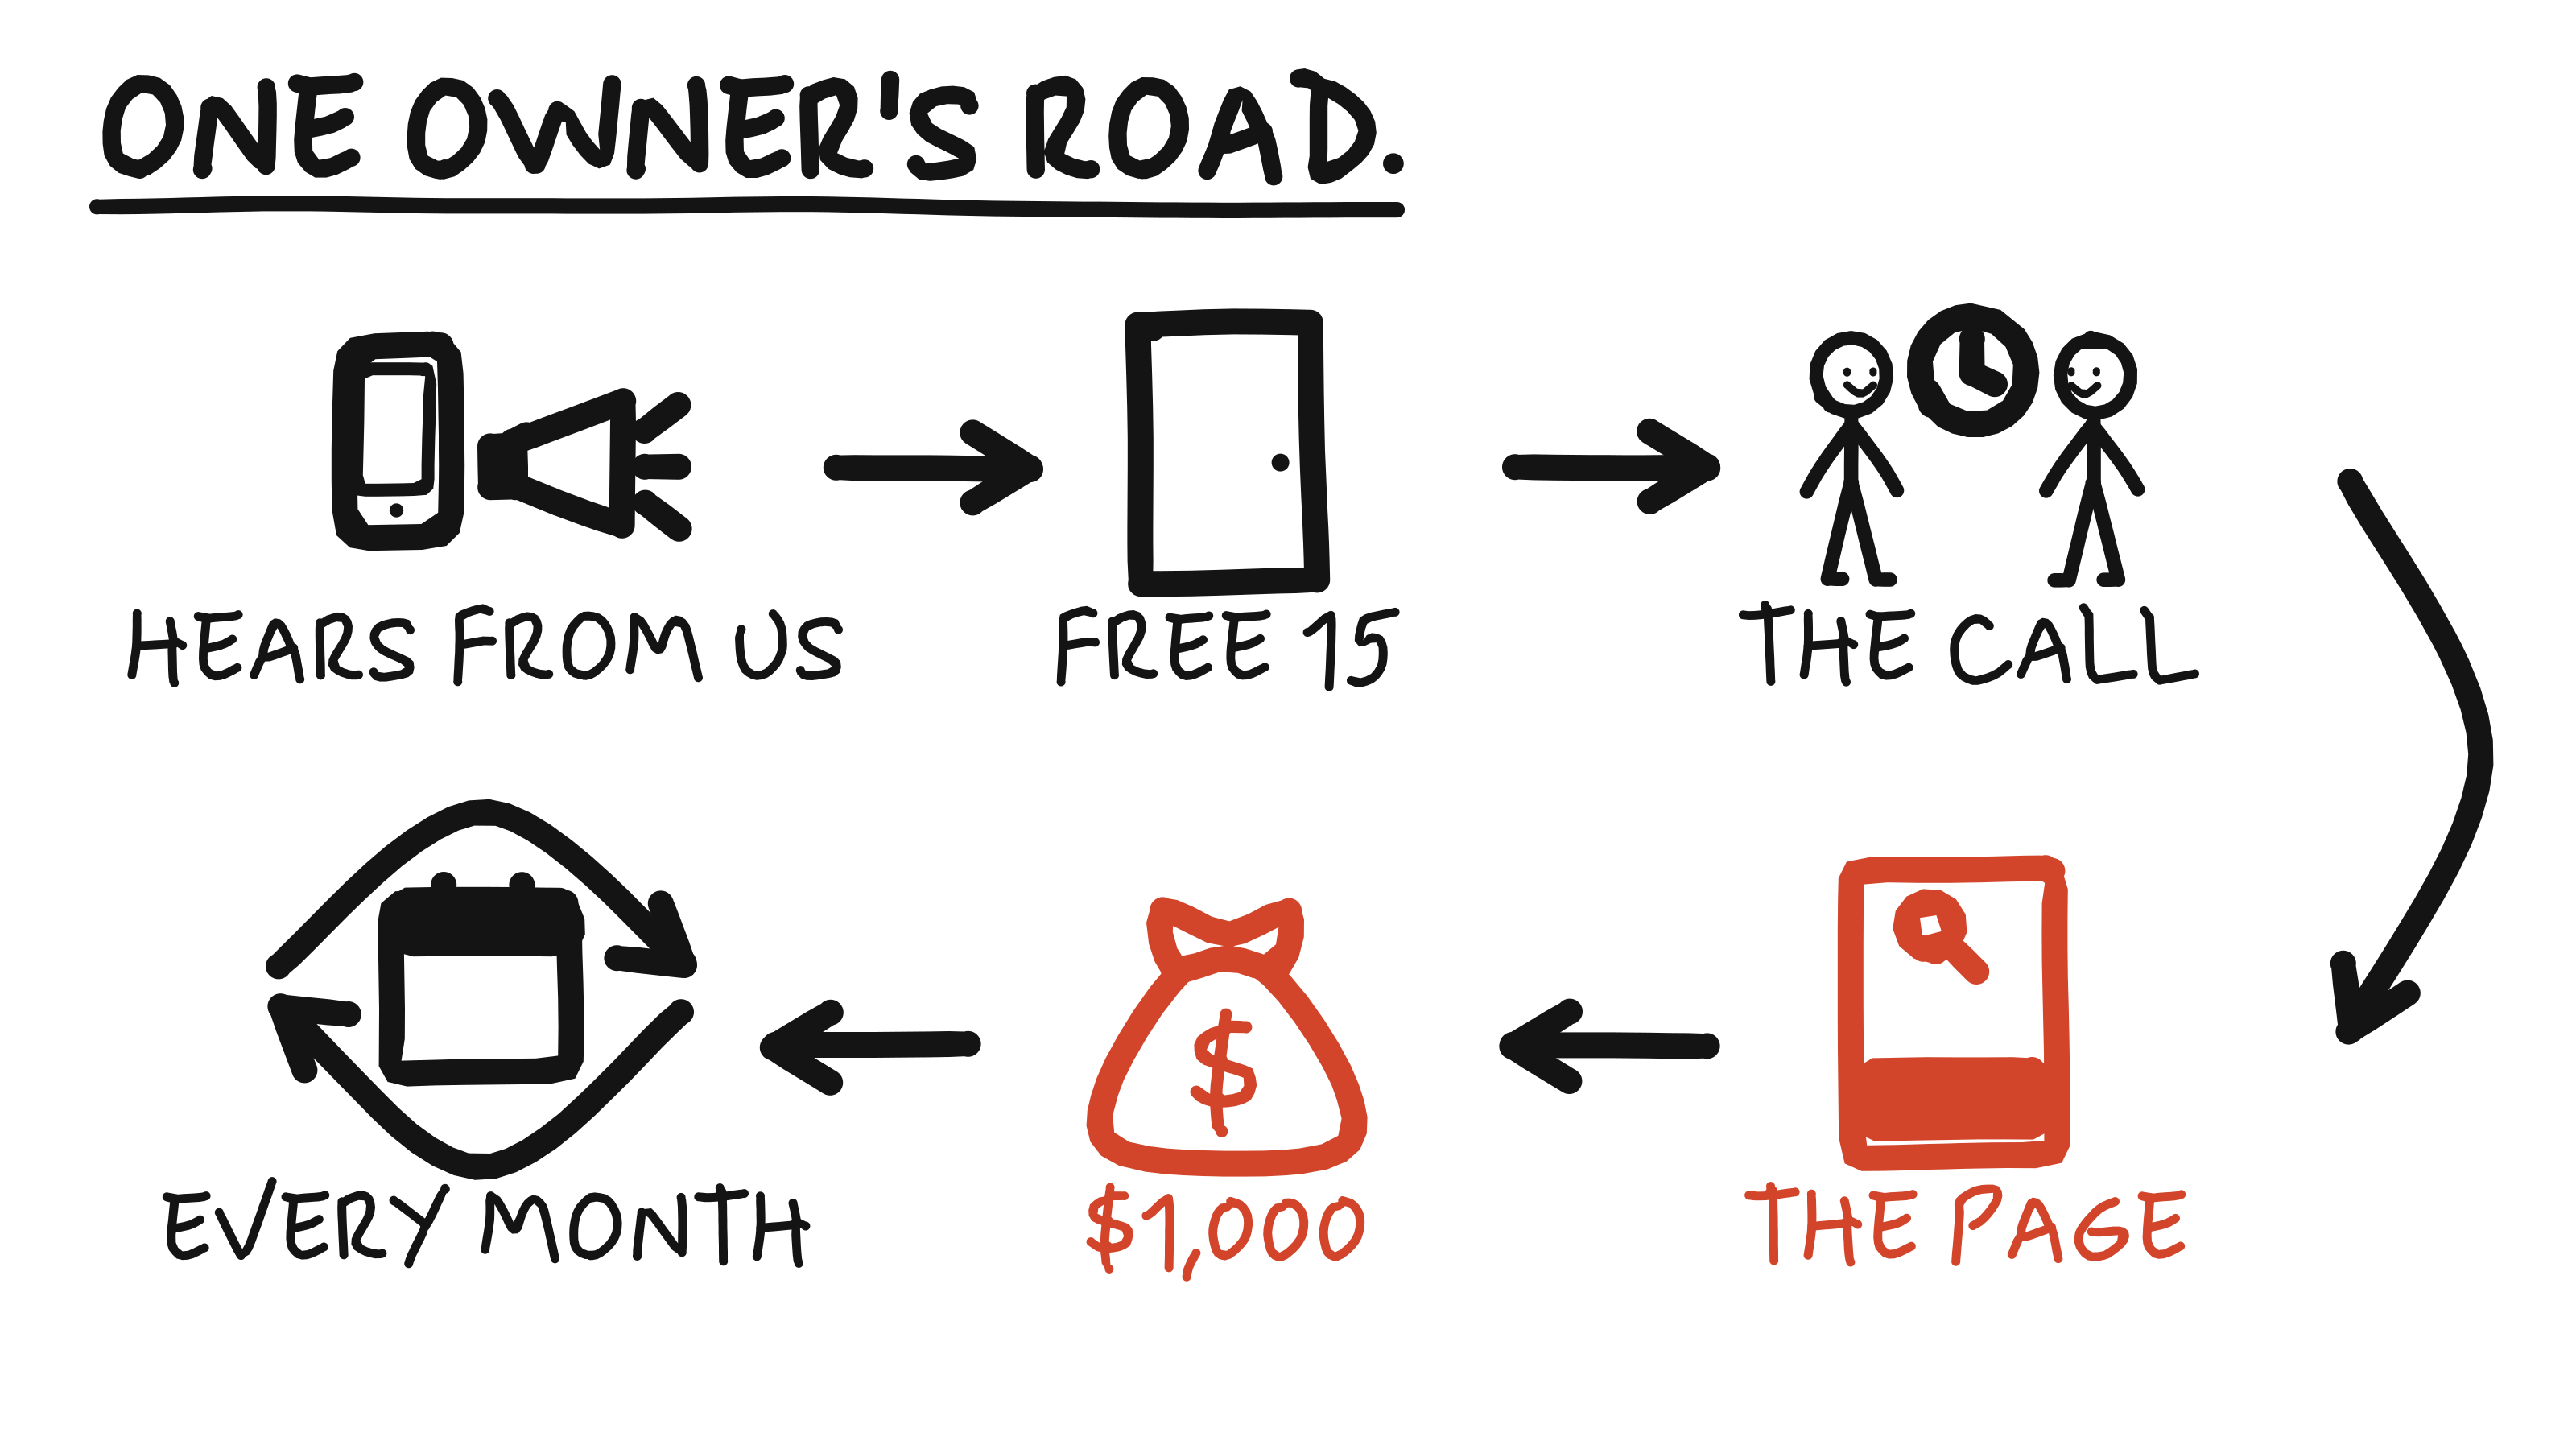 ONE OWNER'S ROAD.
HEARS FROM US
FREE 15
THE CALL
$
EVERY MONTH
$1,000
THE PAGE